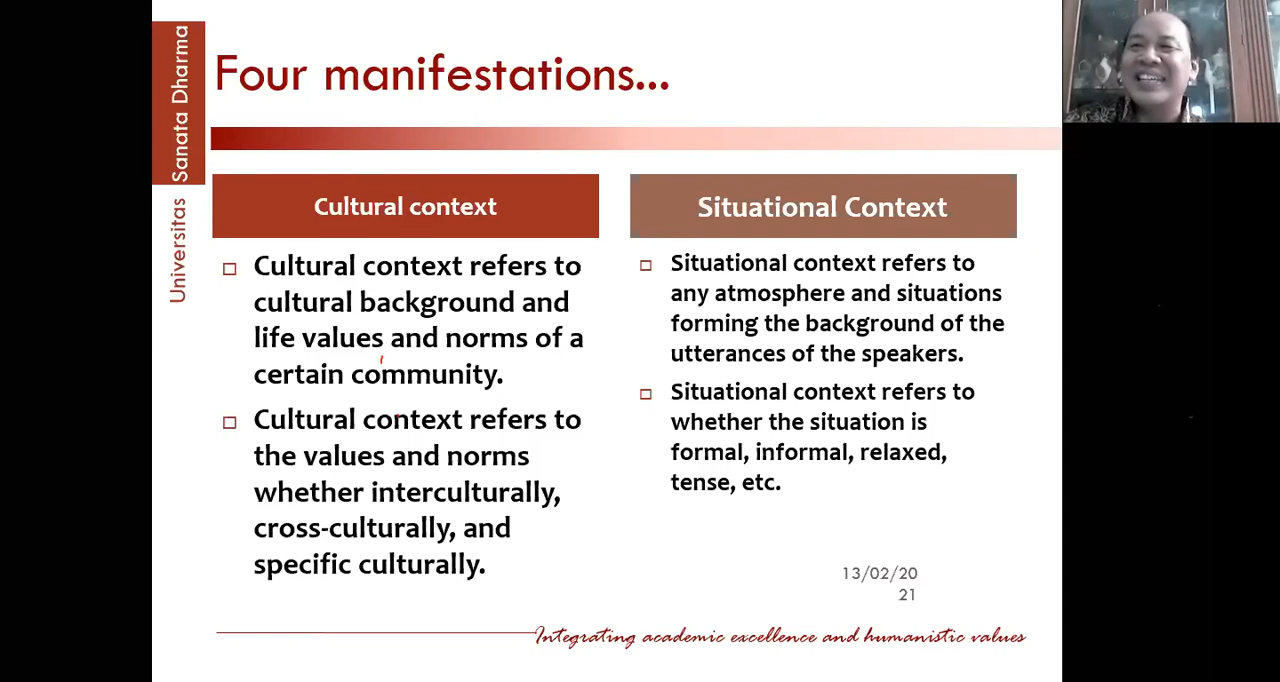 Universitas Sanata Dharma
Four manifestations...
Cultural context
Cultural context refers to
cultural background and
life values and norms of a
certain community.
Cultural context refers to
the values and norms
whether interculturally,
cross-culturally, and
specific culturally.
Situational Context
Situational context refers to
any atmosphere and situations
forming the background of the
utterances of the speakers.
Situational context refers to
whether the situation is
formal, informal, relaxed,
tense, etc.
13/02/20
21
Integrating academic excellence and humanistic values